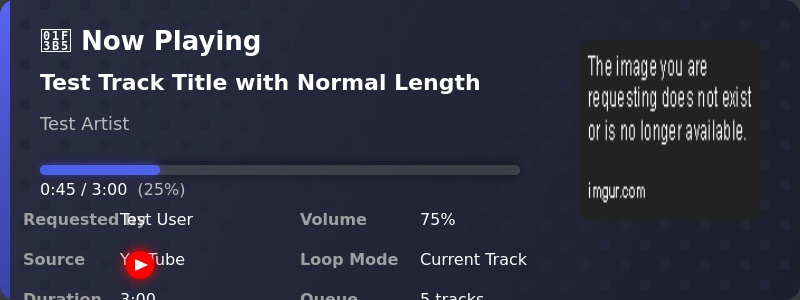 Now Playing
Test Track Title with Normal Length
Test Artist
0:45 / 3:00 (25%)
Requested by Test User Volume 75%
Source YouTube Loop Mode Current Track
Duration 3:00 Queue 5 tracks
The image you are
requesting does not exist
or is no longer available.
imgur.com